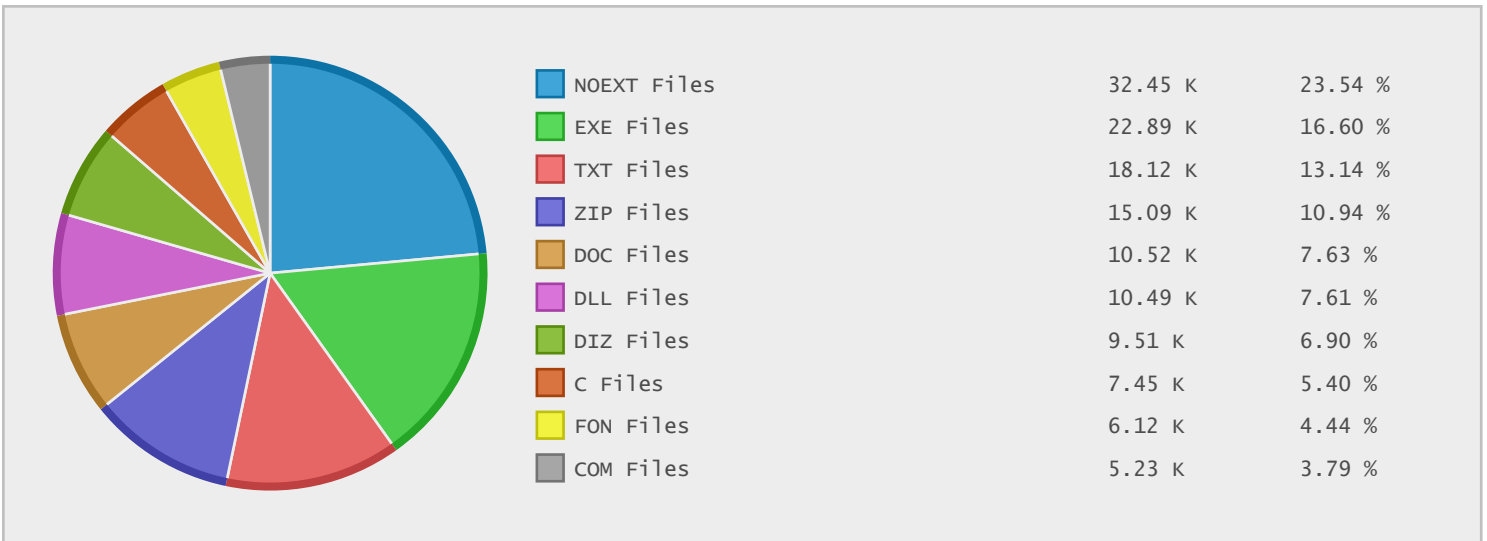 NOEXT Files 32.45 K 23.54 %
EXE Files 22.89 K 16.60 %
TXT Files 18.12 K 13.14 %
ZIP Files 15.09 K 10.94 %
DOC Files 10.52 K 7.63 %
DLL Files 10.49 K 7.61 %
DIZ Files 9.51 K 6.90 %
C Files 7.45 K 5.40 %
FON Files 6.12 K 4.44 %
COM Files 5.23 K 3.79 %